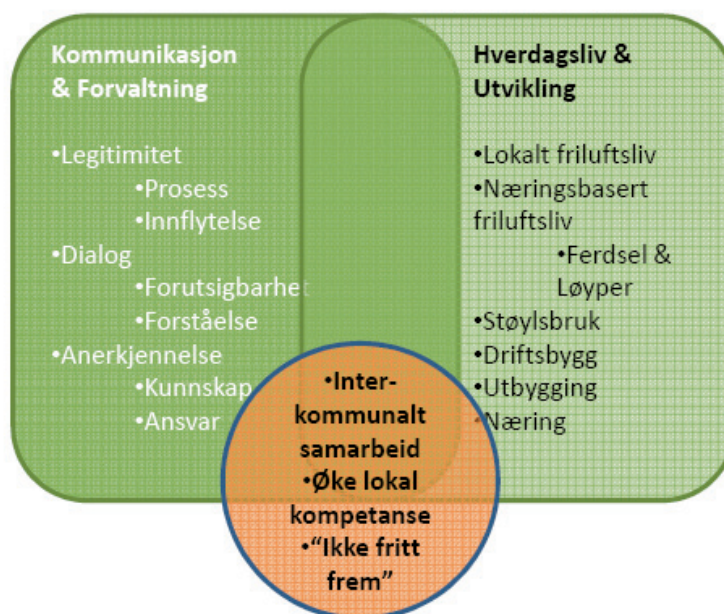 Kommunikasjon
& Forvaltning
•Legitimitet
•Prosess
•Innflytelse
•Dialog
•Forutsigbarhet
•Forståelse
•Anerkjennelse
•Kunnskap
•Ansvar
Hverdagsliv &
Utvikling
•Lokalt friluftsliv
•Næringsbasert
friluftsliv
•Ferdsel &
Løyper
•Støylsbruk
•Driftsbygg
•Utbygging
•Næring
•Inter-
kommunalt
samarbeid
•Øke lokal
kompetanse
•“Ikke fritt
frem”